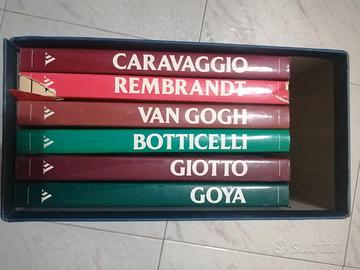 CARAVAGGIO
REMBRANDT
VAN GOGH
BOTTICELLI
GIOTTO
GOYA
subito